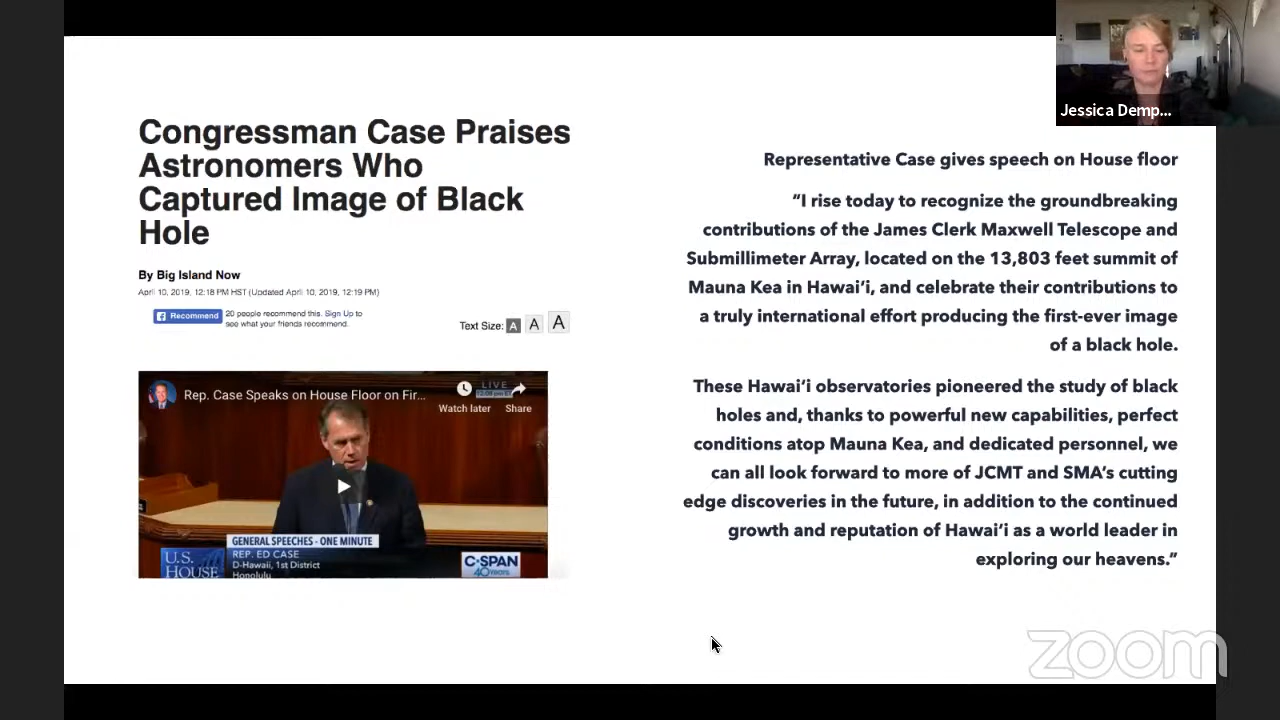 Jessica Demp...
Congressman Case Praises
Astronomers Who
Captured Image of Black
Hole
By Big Island Now
April 10, 2019, 12:18 PM HST (Updated April 10, 2019, 12:19 PM)
Recommend
20 people recommend this. Sign Up to
see what your friends recommend.
Text Size: A A A
Rep. Case Speaks on House Floor on Fir...
LIVE
Watch later
Share
GENERAL SPEECHES - ONE MINUTE
U.S.
HOUSE
REP. ED CASE
D-Hawaii, 1st District
Honolulu
C-SPAN
40 YEARS
Representative Case gives speech on House floor
”I rise today to recognize the groundbreaking
contributions of the James Clerk Maxwell Telescope and
Submillimeter Array, located on the 13,803 feet summit of
Mauna Kea in Hawai‘i, and celebrate their contributions to
a truly international effort producing the first-ever image
of a black hole.
These Hawai‘i observatories pioneered the study of black
holes and, thanks to powerful new capabilities, perfect
conditions atop Mauna Kea, and dedicated personnel, we
can all look forward to more of JCMT and SMA’s cutting
edge discoveries in the future, in addition to the continued
growth and reputation of Hawai‘i as a world leader in
exploring our heavens.”
zoom